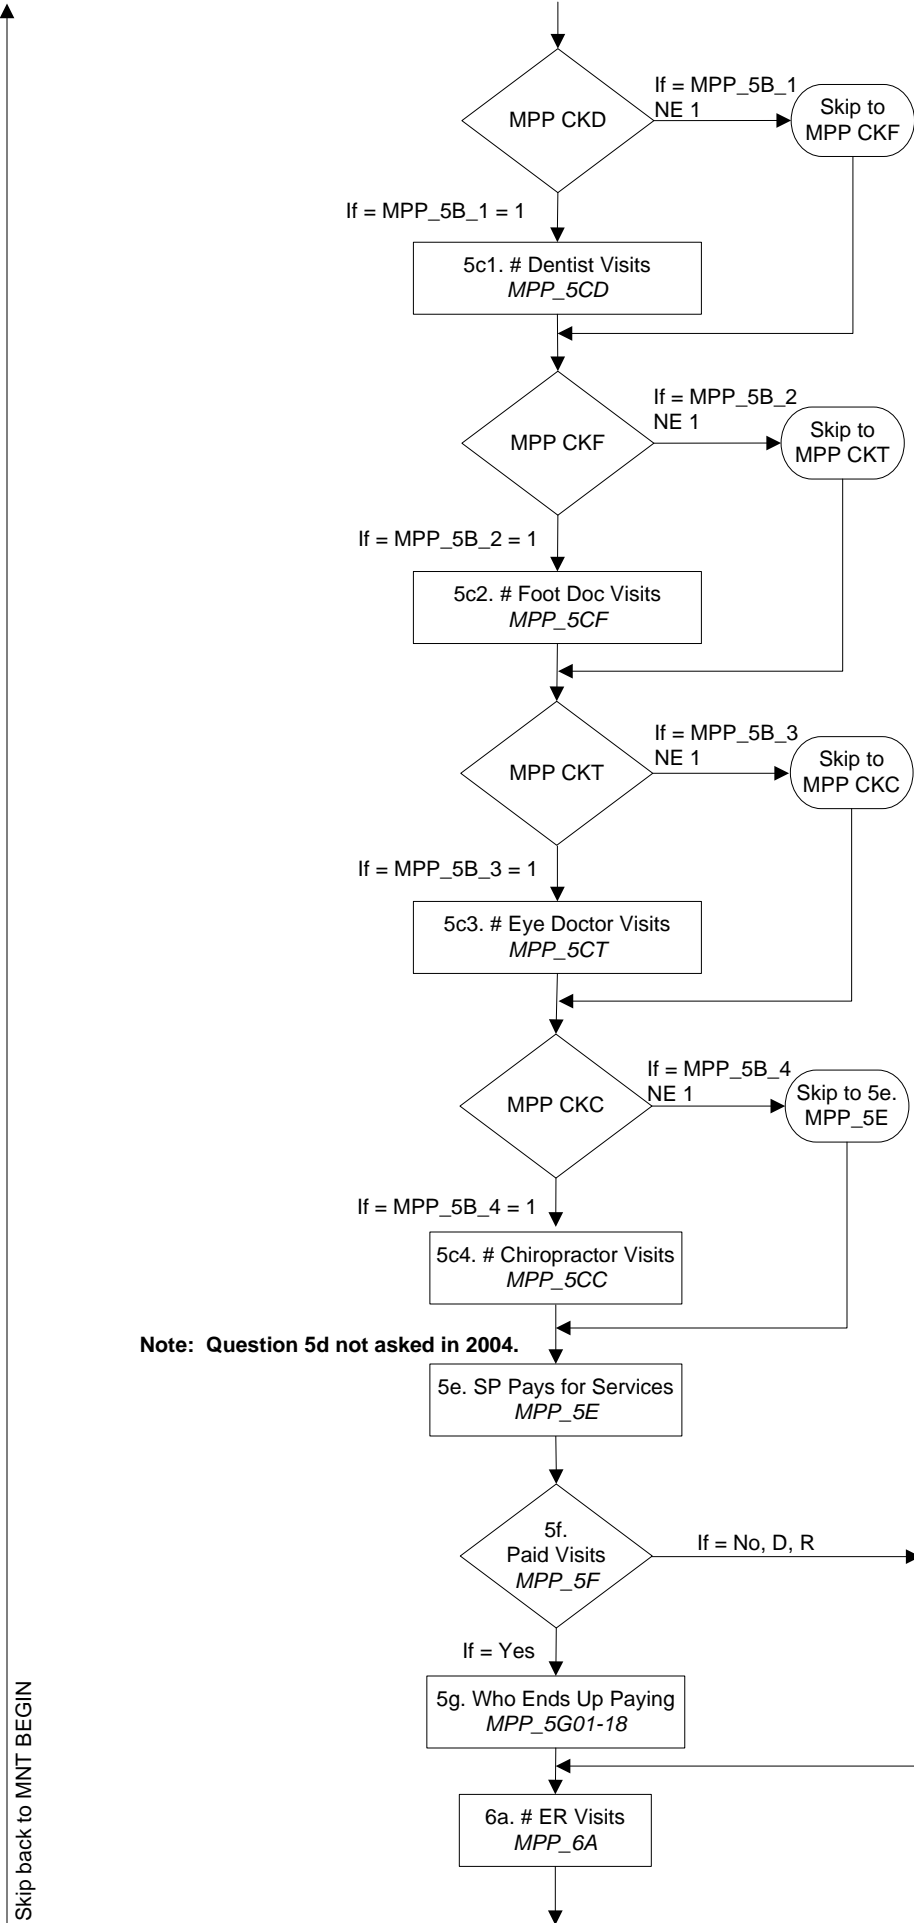 If = MPP_5B_1
NE 1
MPP CKD
Skip to
MPP CKF
If = MPP_5B_1 = 1
5c1. # Dentist Visits
MPP_5CD
If = MPP_5B_2
NE 1
MPP CKF
Skip to
MPP CKT
If = MPP_5B_2 = 1
5c2. # Foot Doc Visits
MPP_5CF
If = MPP_5B_3
NE 1
MPP CKT
Skip to
MPP CKC
If = MPP_5B_3 = 1
5c3. # Eye Doctor Visits
MPP_5CT
If = MPP_5B_4
NE 1
MPP CKC
Skip to 5e.
MPP_5E
If = MPP_5B_4 = 1
5c4. # Chiropractor Visits
MPP_5CC
Note:  Question 5d not asked in 2004.
5e. SP Pays for Services
MPP_5E
5f.
Paid Visits
MPP_5F
If = No, D, R
If = Yes
5g. Who Ends Up Paying
MPP_5G01-18
6a. # ER Visits
MPP_6A
Skip back to MNT BEGIN